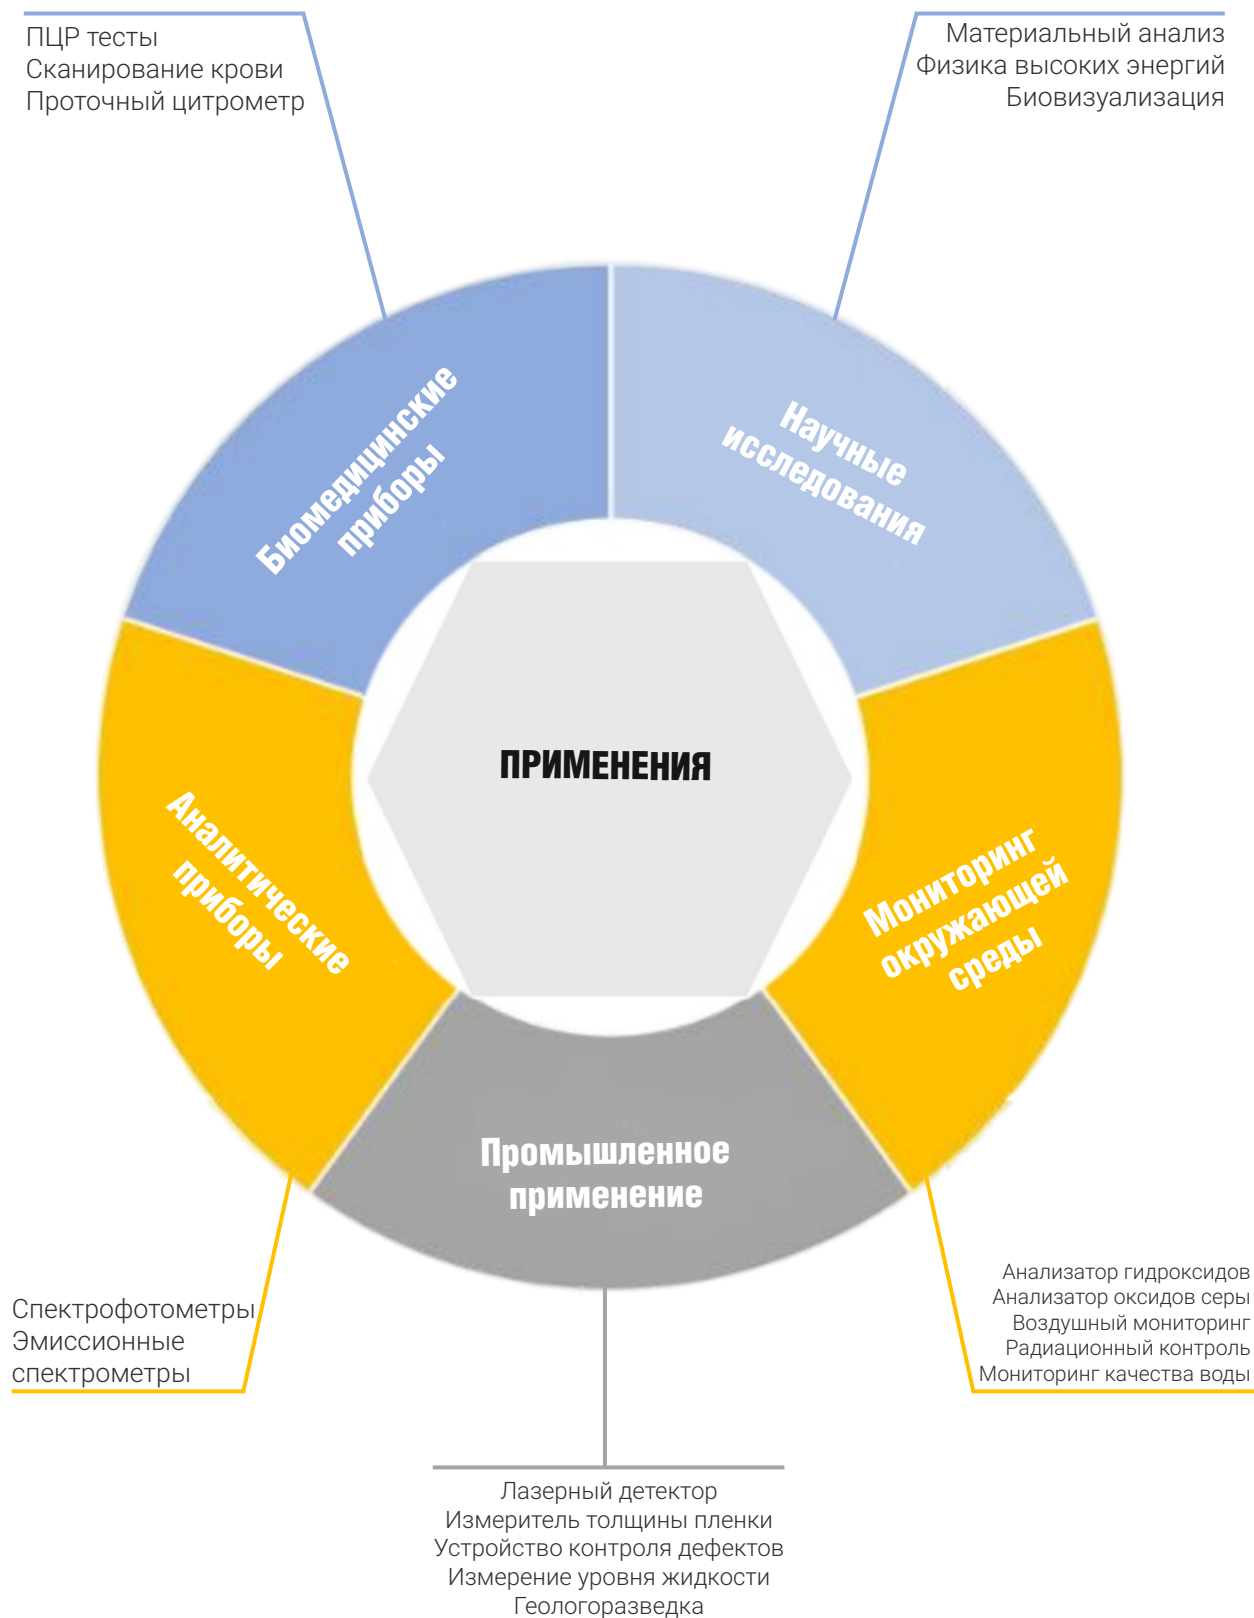 ПЦР тесты
Сканирование крови
Проточный цитрометр
Материальный анализ
Физика высоких энергий
Биовизуализация
Биомедицинские
приборы
Научные
исследования
ПРИМЕНЕНИЯ
Аналитические
приборы
Мониторинг
окружающей
среды
Промышленное
применение
Спектрофотометры
Эмиссионные
спектрометры
Анализатор гидроксидов
Анализатор оксидов серы
Воздушный мониторинг
Радиационный контроль
Мониторинг качества воды
Лазерный детектор
Измеритель толщины пленки
Устройство контроля дефектов
Измерение уровня жидкости
Геологоразведка